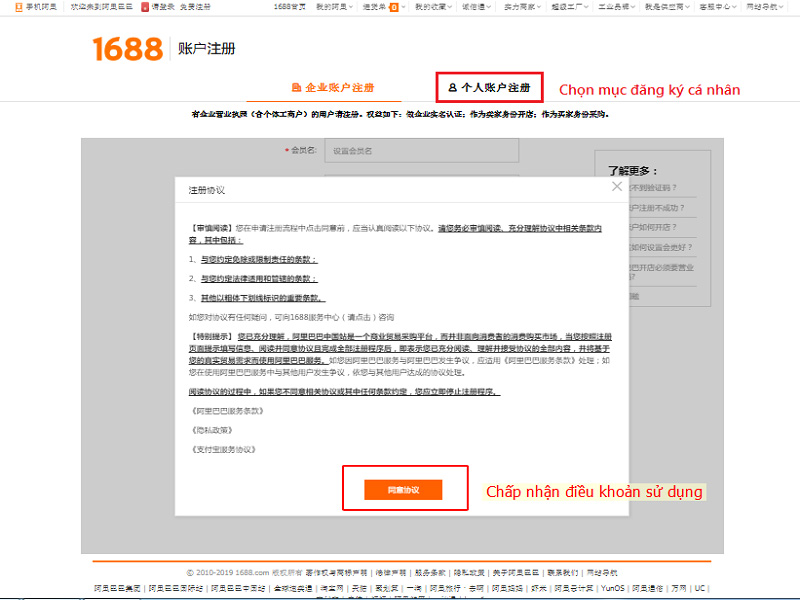 手机阿里 欢迎来到阿里巴巴 请登录 免费注册 1688首页 我的阿里 进货单 0 我的收藏 诚信通 实力商家 超级工厂 工业品牌 我是供应商 客服中心 网站导航
1688 账户注册
企业账户注册 个人账户注册 Chọn mục đăng ký cá nhân
有企业营业执照（含个体工商户）的用户请注册。权益如下：做企业实名认证；作为卖家身份开店；作为买家身份采购。
* 会员名: 设置会员名
了解更多：
注册协议
不到验证码？
账户注册不成功？
户如何开店？
如何设置会更好？
巴开店必须要营业
【审慎阅读】您在申请注册流程中点击同意前，应当认真阅读以下协议。请您务必审慎阅读、充分理解协议中相关条款内
容，其中包括：
1、与您约定免除或限制责任的条款；
2、与您约定法律适用和管辖的条款；
3、其他以粗体下划线标识的重要条款。
如您对协议有任何疑问，可向1688服务中心（请点击）咨询
【特别提示】您已充分理解，阿里巴巴中国站是一个商业贸易采购平台，而并非面向消费者的消费购买市场，当您按照注册
页面提示填写信息、阅读并同意协议且完成全部注册程序后，即表示您已充分阅读、理解并接受协议的全部内容，并将基于
您的真实贸易需求而使用阿里巴巴服务。如您因阿里巴巴服务与阿里巴巴发生争议，应适用《阿里巴巴服务条款》处理；如
您在使用阿里巴巴服务中与其他用户发生争议，依您与其他用户达成的协议处理。
阅读协议的过程中，如果您不同意相关协议或其中任何条款约定，您应立即停止注册程序。
《阿里巴巴服务条款》
《隐私政策》
《支付宝服务协议》
同意协议 Chấp nhận điều khoản sử dụng
© 2010-2019 1688.com 版权所有 著作权与商标声明 | 法律声明 | 服务条款 | 隐私政策 | 关于阿里巴巴 | 联系我们 | 网站导航
阿里巴巴集团 | 阿里巴巴国际站 | 阿里巴巴中国站 | 全球速卖通 | 淘宝网 | 天猫 | 聚划算 | 一淘 | 阿里旅行 · 去啊 | 阿里妈妈 | 虾米 | 阿里云计算 | YunOS | 阿里通信 | 万网 | UC |